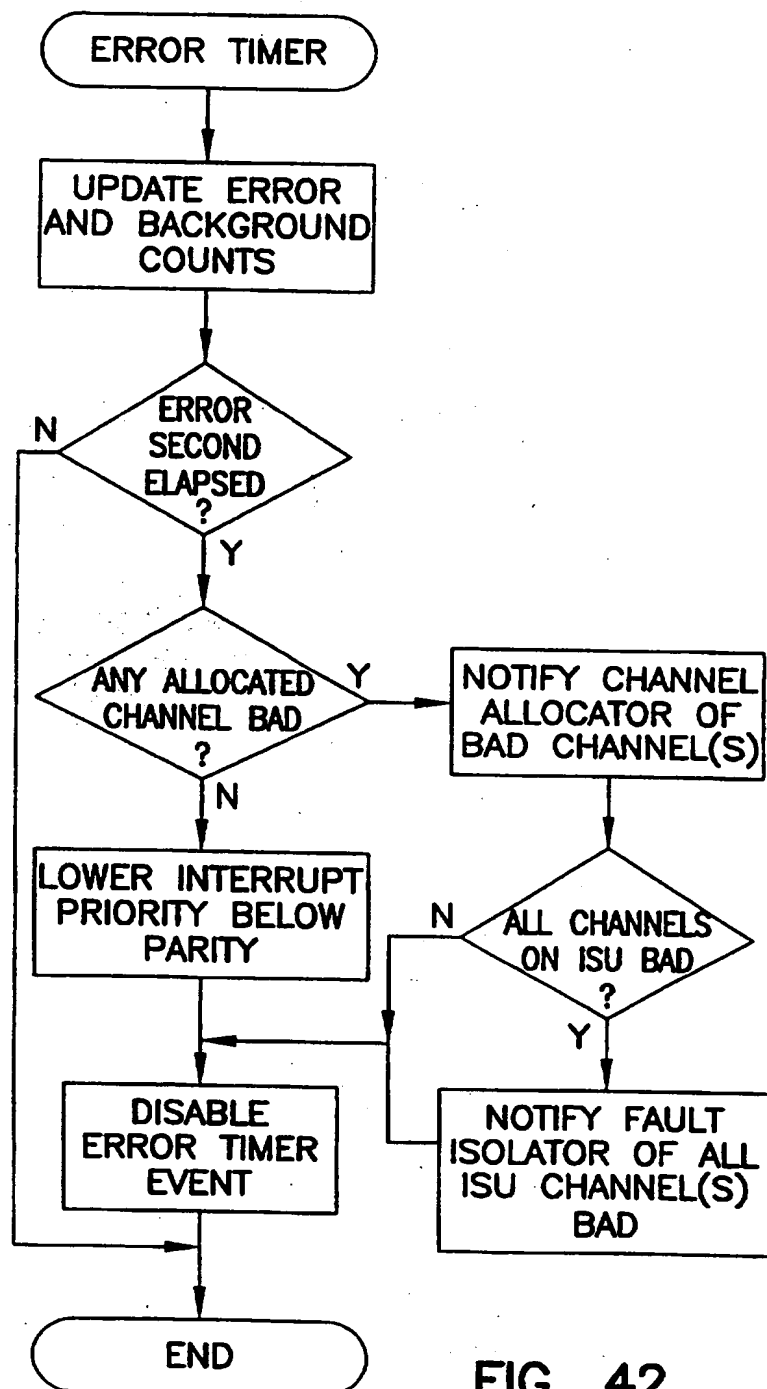 ERROR TIMER
UPDATE ERROR
AND BACKGROUND
COUNTS
ERROR
SECOND
ELAPSED
?
N
Y
ANY ALLOCATED
CHANNEL BAD
?
Y
N
NOTIFY CHANNEL
ALLOCATOR OF
BAD CHANNEL(S)
LOWER INTERRUPT
PRIORITY BELOW
PARITY
ALL CHANNELS
ON ISU BAD
?
N
Y
DISABLE
ERROR TIMER
EVENT
NOTIFY FAULT
ISOLATOR OF ALL
ISU CHANNEL(S)
BAD
END
FIG. 42